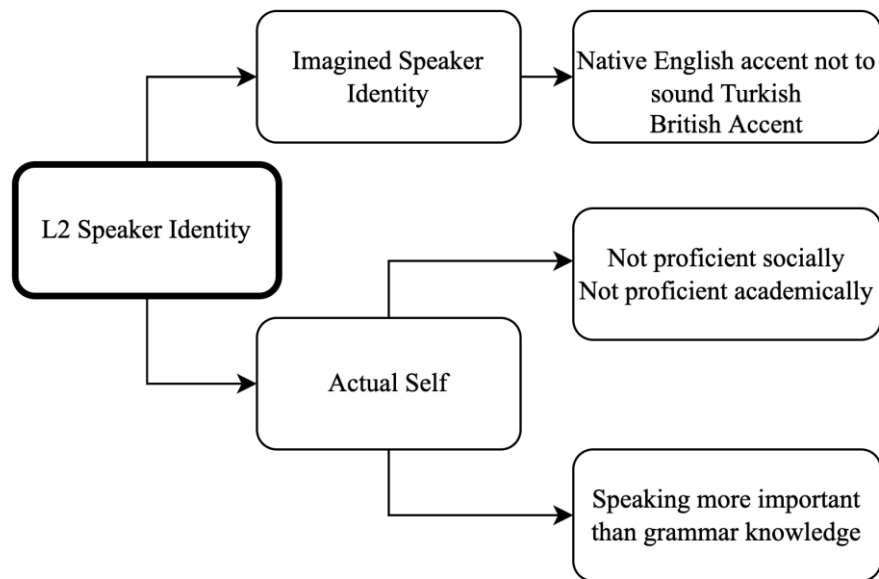 Imagined Speaker
Identity
Native English accent not to
sound Turkish
British Accent
L2 Speaker Identity
Not proficient socially
Not proficient academically
Actual Self
Speaking more important
than grammar knowledge